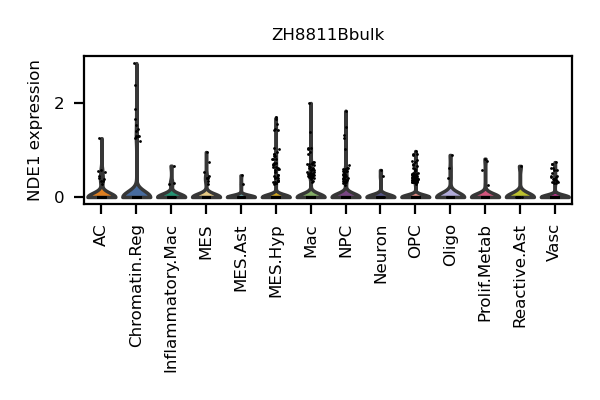 ZH8811Bbulk
NDE1 expression
2
0
AC
Chromatin.Reg
Inflammatory.Mac
MES
MES.Ast
MES.Hyp
Mac
NPC
Neuron
OPC
Oligo
Prolif.Metab
Reactive.Ast
Vasc